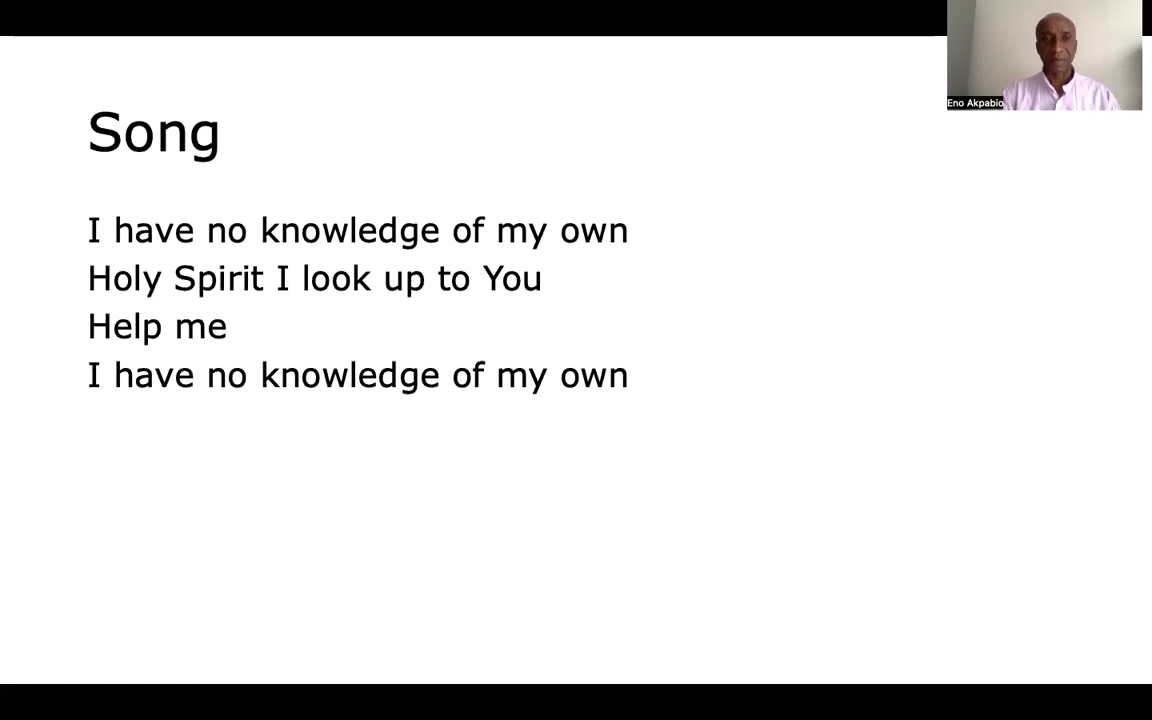 Eno Akpabio
Song
I have no knowledge of my own
Holy Spirit I look up to You
Help me
I have no knowledge of my own